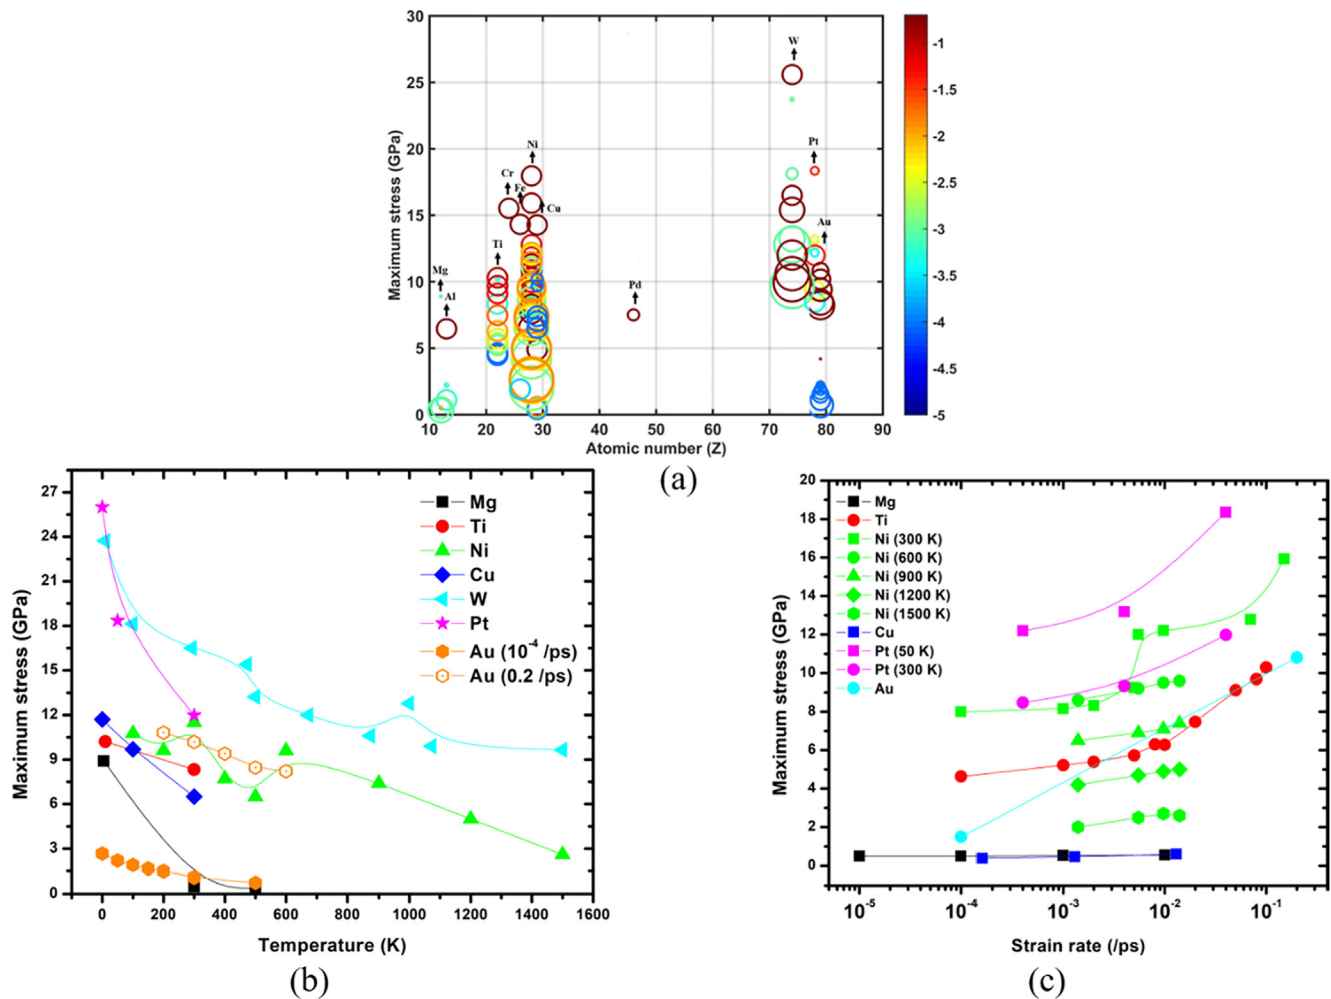 30
25
20
15
10
5
0
Maximum stress (GPa)
W
Ni
Pt
Cr
Fe
Cu
Au
Ti
Mg
Al
Pd
10
20
30
40
50
60
70
80
90
Atomic number (Z)
-1
-1.5
-2
-2.5
-3
-3.5
-4
-4.5
-5
(a)
27
24
21
18
15
12
9
6
3
0
Maximum stress (GPa)
Mg
Ti
Ni
Cu
W
Pt
Au (10⁻⁴ /ps)
Au (0.2 /ps)
0
200
400
600
800
1000
1200
1400
1600
Temperature (K)
(b)
20
18
16
14
12
10
8
6
4
2
0
Maximum stress (GPa)
Mg
Ti
Ni (300 K)
Ni (600 K)
Ni (900 K)
Ni (1200 K)
Ni (1500 K)
Cu
Pt (50 K)
Pt (300 K)
Au
10⁻⁵
10⁻⁴
10⁻³
10⁻²
10⁻¹
Strain rate (/ps)
(c)